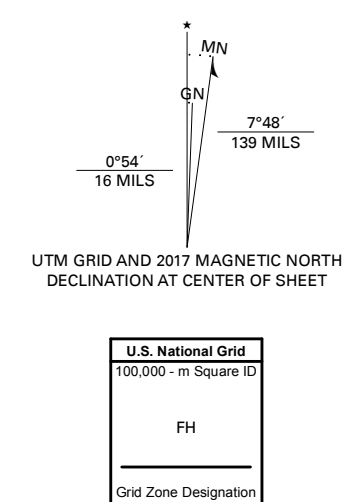 ★
MN
GN
7°48´
139 MILS
0°54´
16 MILS
UTM GRID AND 2017 MAGNETIC NORTH
DECLINATION AT CENTER OF SHEET
U.S. National Grid
100,000 - m Square ID
FH
Grid Zone Designation